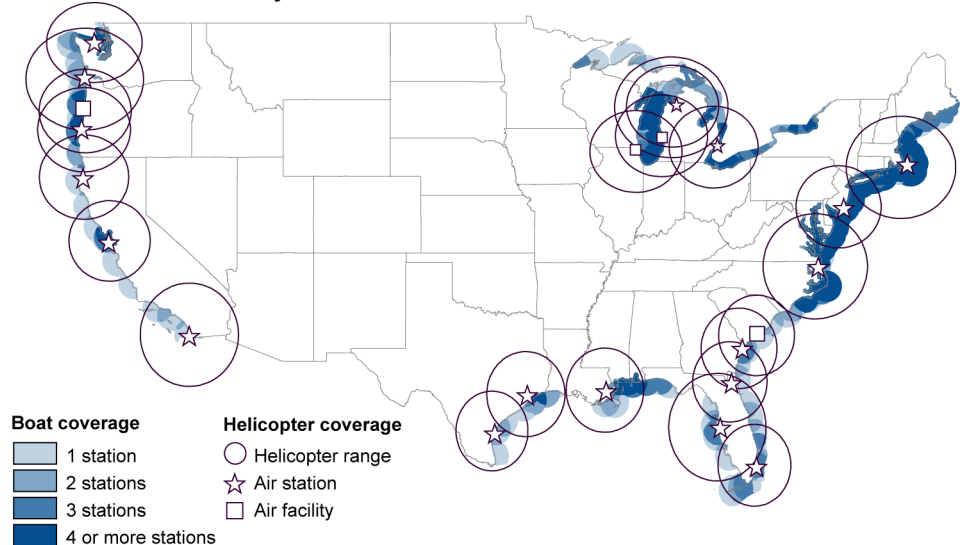 Boat coverage
1 station
2 stations
3 stations
4 or more stations
Helicopter coverage
Helicopter range
Air station
Air facility